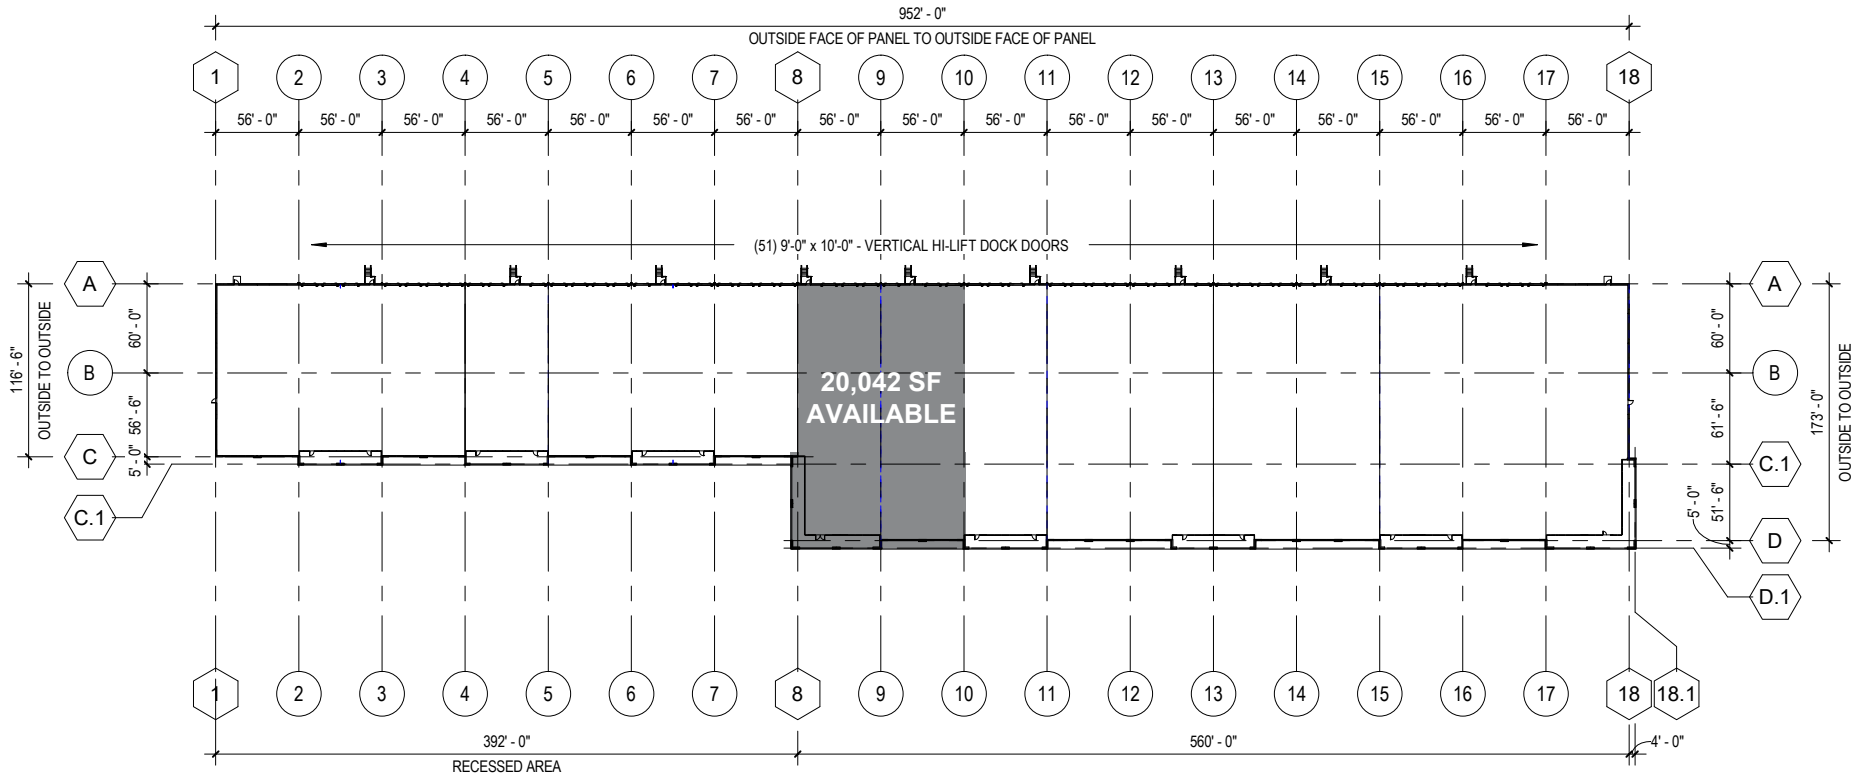 952' - 0"
OUTSIDE FACE OF PANEL TO OUTSIDE FACE OF PANEL
1 2 3 4 5 6 7 8 9 10 11 12 13 14 15 16 17 18
56' - 0" 56' - 0" 56' - 0" 56' - 0" 56' - 0" 56' - 0" 56' - 0" 56' - 0" 56' - 0" 56' - 0" 56' - 0" 56' - 0" 56' - 0" 56' - 0" 56' - 0" 56' - 0" 56' - 0"
(51) 9'-0" x 10'-0" - VERTICAL HI-LIFT DOCK DOORS
A
B
C
C.1
116' - 6"
OUTSIDE TO OUTSIDE
60' - 0"
56' - 6"
5' - 0"
20,042 SF
AVAILABLE
A
B
C.1
D
D.1
60' - 0"
61' - 6"
51' - 6"
5' - 0"
173' - 0"
OUTSIDE TO OUTSIDE
1 2 3 4 5 6 7 8 9 10 11 12 13 14 15 16 17 18 18.1
392' - 0" 560' - 0" 4' - 0"
RECESSED AREA